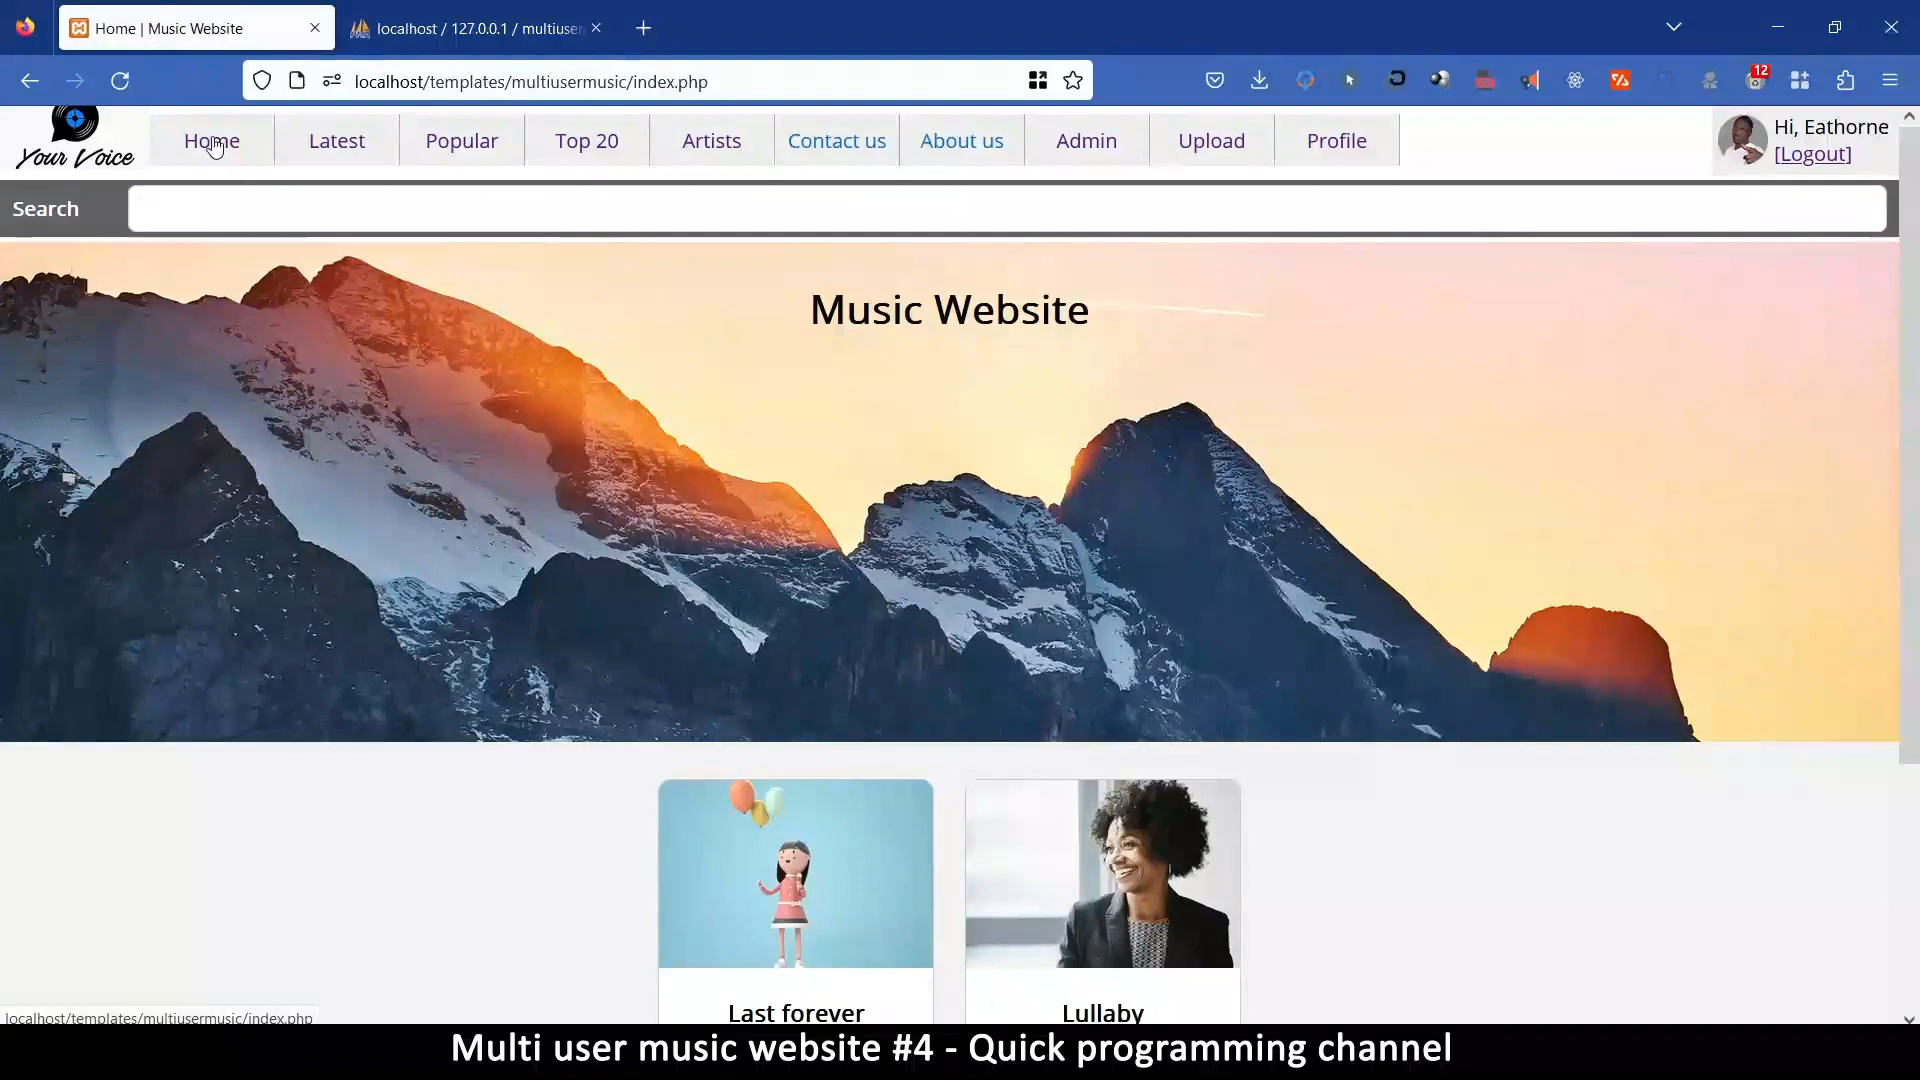 Home | Music Website
localhost / 127.0.0.1 / multiuser
localhost/templates/multiusermusic/index.php
12
Your Voice
Home
Latest
Popular
Top 20
Artists
Contact us
About us
Admin
Upload
Profile
Hi, Eathorne
[Logout]
Search
Music Website
Last forever
Lullaby
localhost/templates/multiusermusic/index.php
Multi user music website #4 - Quick programming channel